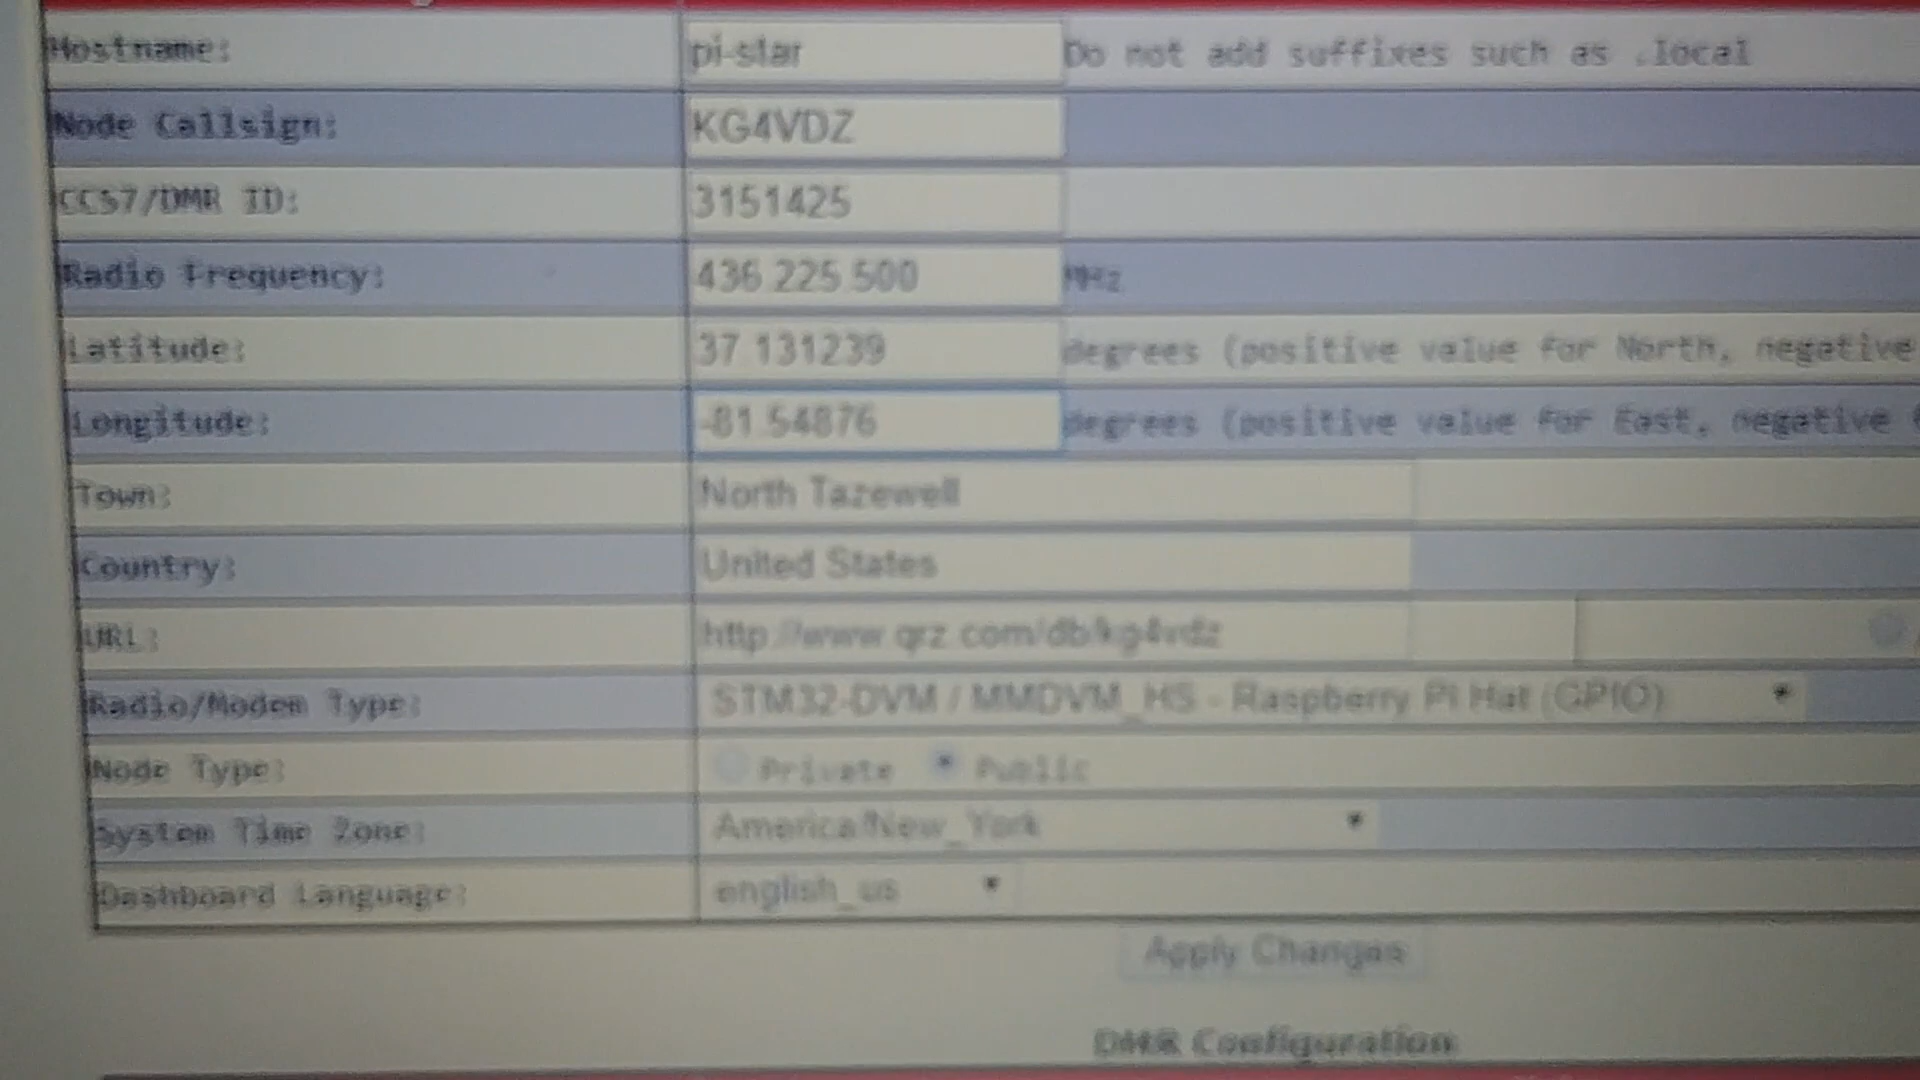 Hostname: pi-star Do not add suffixes such as .local
Node Callsign: KG4VDZ
CCS7/DMR ID: 3151425
Radio Frequency: 436.225.500 MHz
Latitude: 37.131239 degrees (positive value for North, negative
Longitude: -81.54876 degrees (positive value for East, negative
Town: North Tazewell
Country: United States
URL: http://www.qrz.com/db/kg4vdz
Radio/Modem Type: STM32-DVM / MMDVM_HS - Raspberry Pi Hat (GPIO)
Node Type: Private Public
System Time Zone: America/New_York
Dashboard Language: english_us
Apply Changes
DMR Configuration